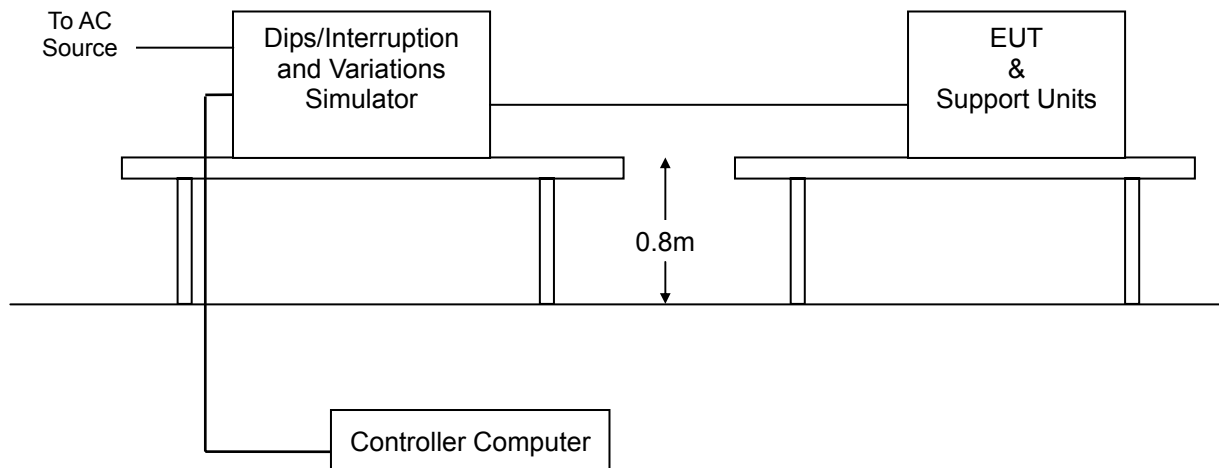 To AC
Source
Dips/Interruption
and Variations
Simulator
EUT
&
Support Units
0.8m
Controller Computer